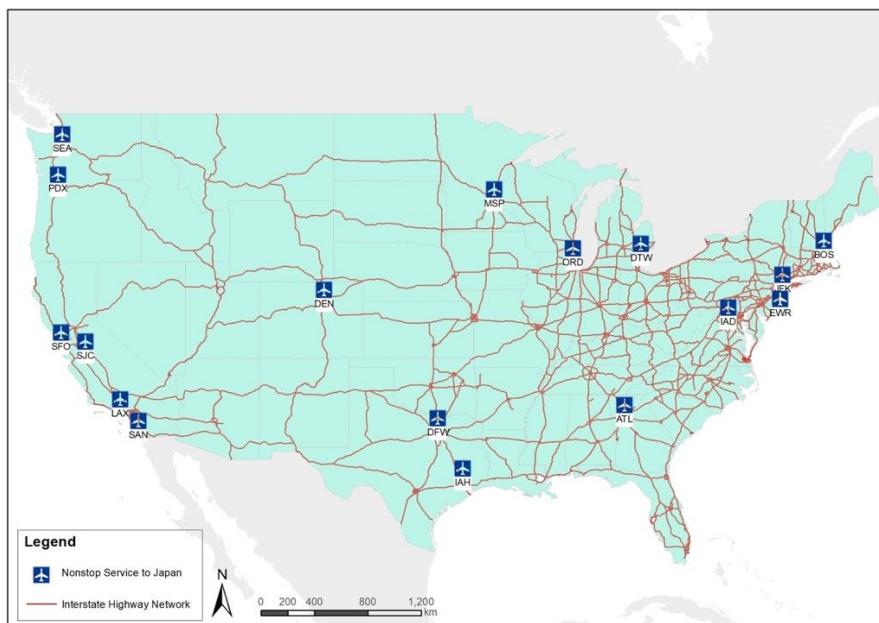 SEA
PDX
MSP
ORD
DTW
BOS
JFK
EWR
IAD
DEN
SFO
SJC
LAX
SAN
DFW
ATL
IAH
Legend
Nonstop Service to Japan
Interstate Highway Network
N
0 200 400 800 1,200
km